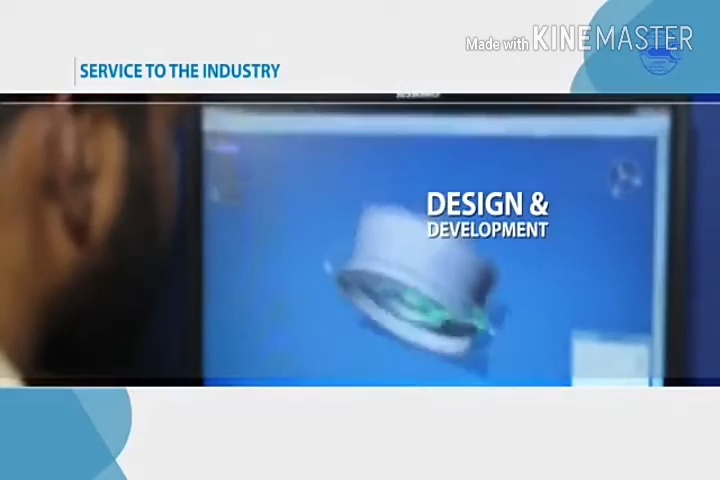 Made with KINEMASTER
SERVICE TO THE INDUSTRY
DESIGN &
DEVELOPMENT